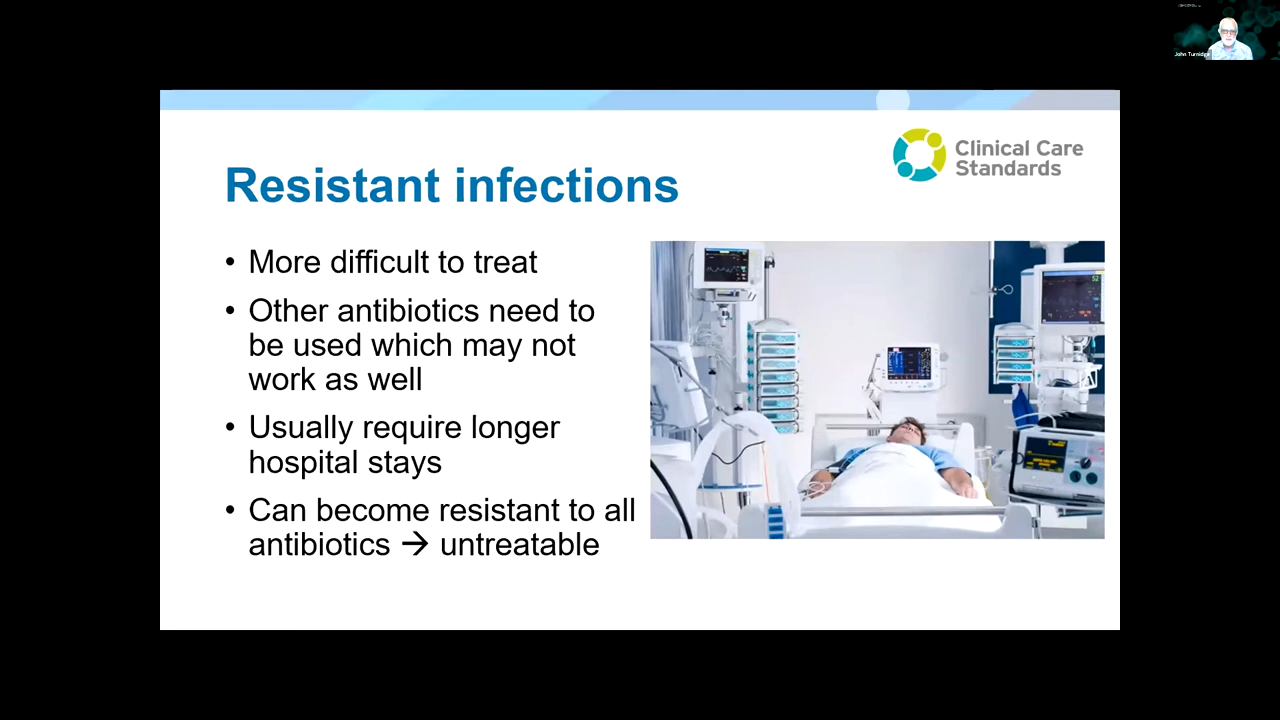 John Turnidge
Clinical Care
Standards
Resistant infections
• More difficult to treat
• Other antibiotics need to
be used which may not
work as well
• Usually require longer
hospital stays
• Can become resistant to all
antibiotics → untreatable